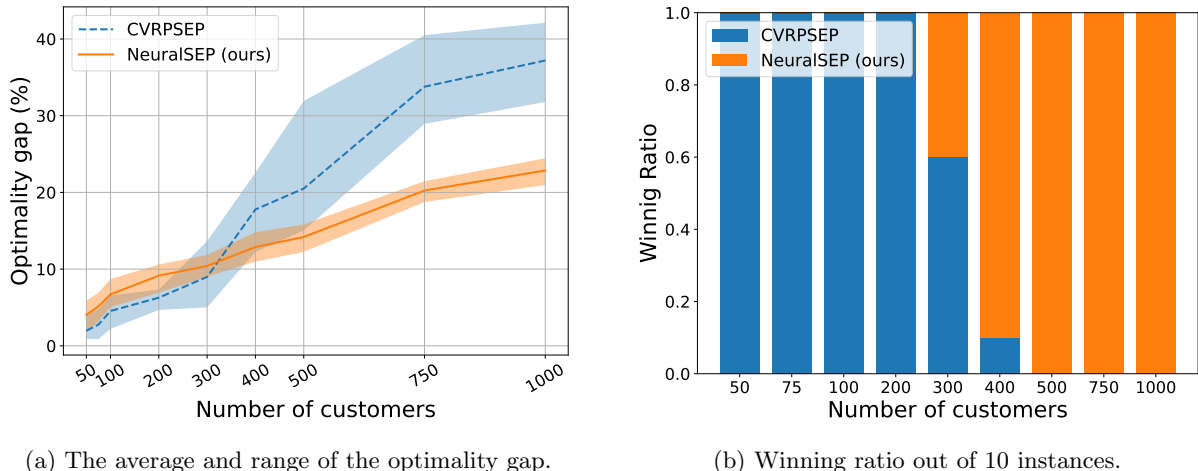 CVRPSEP
NeuralSEP (ours)
Optimality gap (%)
40
30
20
10
0
50
100
200
300
400
500
750
1000
Number of customers
(a) The average and range of the optimality gap.
CVRPSEP
NeuralSEP (ours)
Winnig Ratio
1.0
0.8
0.6
0.4
0.2
0.0
50
75
100
200
300
400
500
750
1000
Number of customers
(b) Winning ratio out of 10 instances.